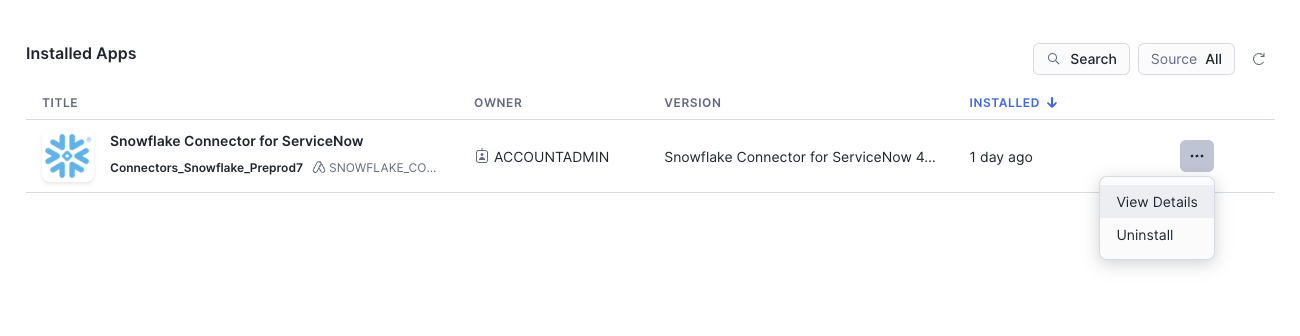 Installed Apps
Search
Source All
TITLE OWNER VERSION INSTALLED
Snowflake Connector for ServiceNow
Connectors_Snowflake_Preprod7 SNOWFLAKE_CO...
ACCOUNTADMIN
Snowflake Connector for ServiceNow 4...
1 day ago
View Details
Uninstall